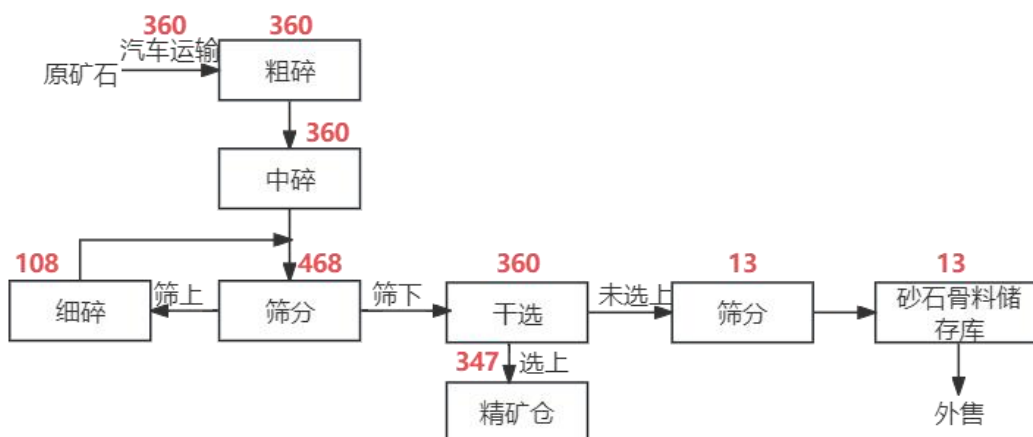 360
360
汽车运输
原矿石
粗碎
360
中碎
108
468
360
13
13
细碎
筛上
筛分
筛下
干选
未选上
筛分
砂石骨料储
存库
347
选上
精矿仓
外售